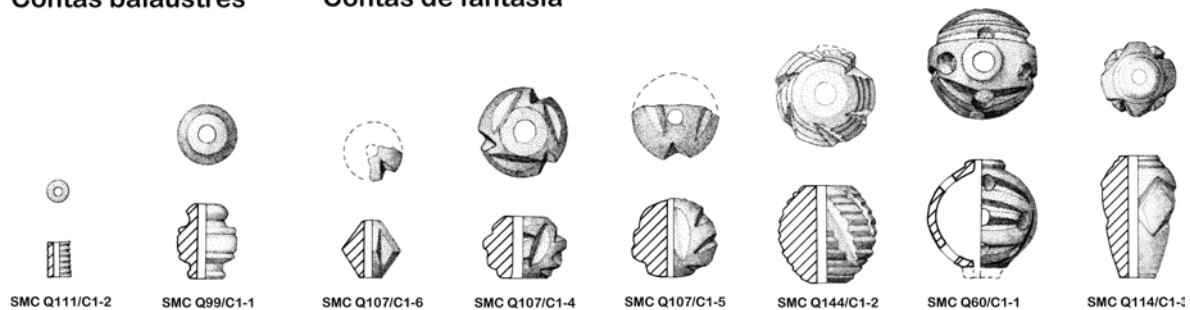 Contas balaustres
Contas de fantasia
SMC Q111/C1-2
SMC Q99/C1-1
SMC Q107/C1-6
SMC Q107/C1-4
SMC Q107/C1-5
SMC Q144/C1-2
SMC Q60/C1-1
SMC Q114/C1-3